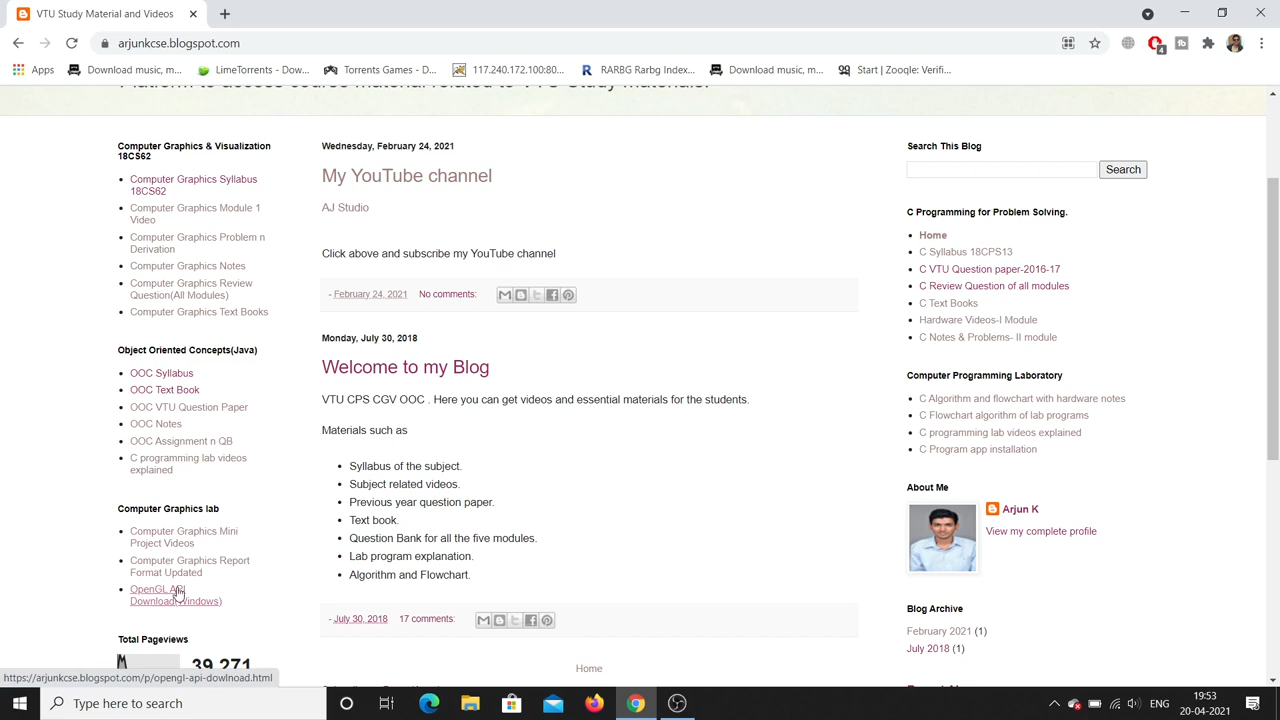 VTU Study Material and Videos
arjunkcse.blogspot.com
4
Apps
Download music, m...
LimeTorrents - Dow...
Torrents Games - D...
117.240.172.100:80...
RARBG Rarbg Index...
Download music, m...
Start | Zooqle: Verifi...
Platform to access course material related to VTU Study materials.
Computer Graphics & Visualization
18CS62
Computer Graphics Syllabus
18CS62
Computer Graphics Module 1
Video
Computer Graphics Problem n
Derivation
Computer Graphics Notes
Computer Graphics Review
Question(All Modules)
Computer Graphics Text Books
Object Oriented Concepts(Java)
OOC Syllabus
OOC Text Book
OOC VTU Question Paper
OOC Notes
OOC Assignment n QB
C programming lab videos
explained
Computer Graphics lab
Computer Graphics Mini
Project Videos
Computer Graphics Report
Format Updated
OpenGL API
Download(Windows)
Total Pageviews
39,271
Wednesday, February 24, 2021
My YouTube channel
AJ Studio
Click above and subscribe my YouTube channel
- February 24, 2021 No comments:
Monday, July 30, 2018
Welcome to my Blog
VTU CPS CGV OOC . Here you can get videos and essential materials for the students.
Materials such as
Syllabus of the subject.
Subject related videos.
Previous year question paper.
Text book.
Question Bank for all the five modules.
Lab program explanation.
Algorithm and Flowchart.
- July 30, 2018 17 comments:
Home
Search This Blog
Search
C Programming for Problem Solving.
Home
C Syllabus 18CPS13
C VTU Question paper-2016-17
C Review Question of all modules
C Text Books
Hardware Videos-I Module
C Notes & Problems- II module
Computer Programming Laboratory
C Algorithm and flowchart with hardware notes
C Flowchart algorithm of lab programs
C programming lab videos explained
C Program app installation
About Me
Arjun K
View my complete profile
Blog Archive
February 2021 (1)
July 2018 (1)
https://arjunkcse.blogspot.com/p/opengl-api-dowlnoad.html
Type here to search
ENG
19:53
20-04-2021